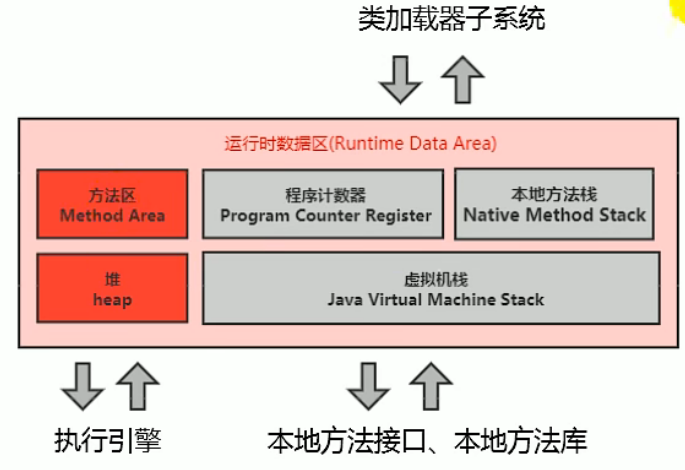 类加载器子系统
运行时数据区(Runtime Data Area)
方法区
Method Area
程序计数器
Program Counter Register
本地方法栈
Native Method Stack
堆
heap
虚拟机栈
Java Virtual Machine Stack
执行引擎
本地方法接口、本地方法库